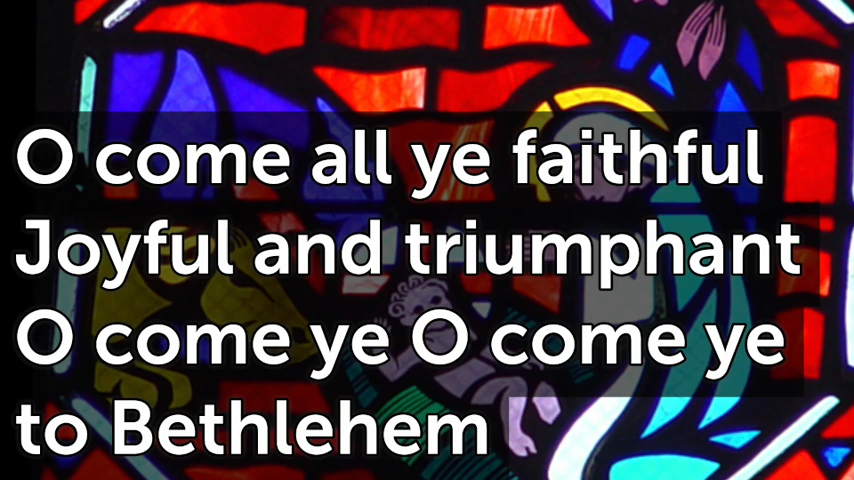 O come all ye faithful
Joyful and triumphant
O come ye O come ye
to Bethlehem